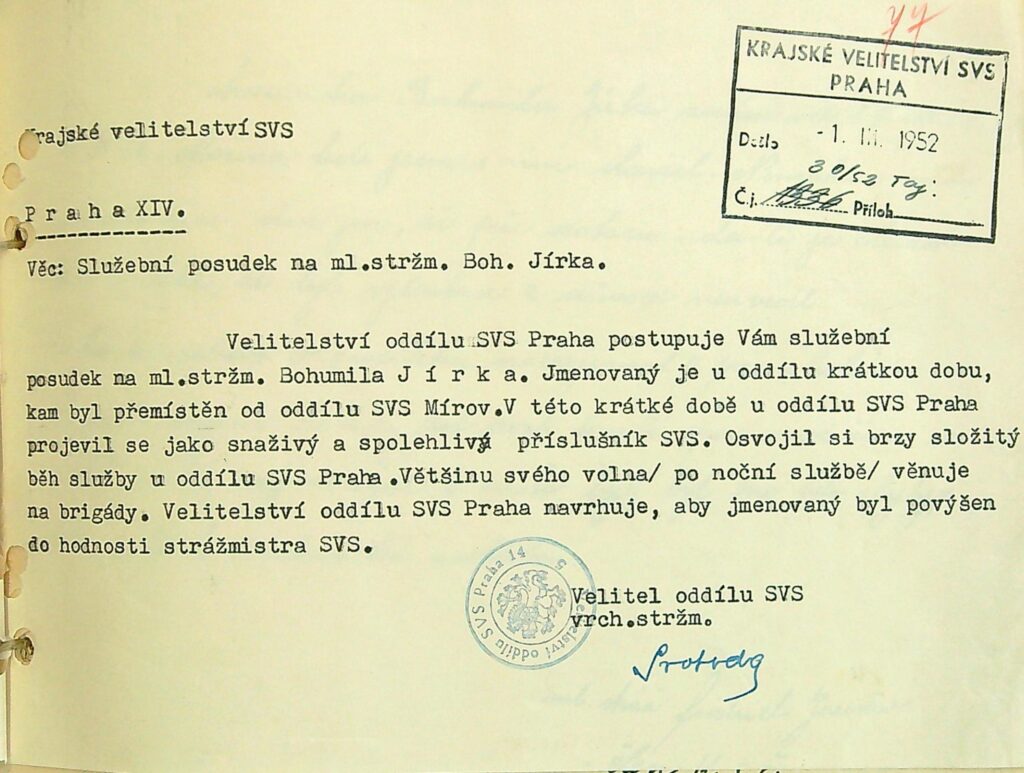 77
KRAJSKÉ VELITELSTVÍ SVS
PRAHA
Došlo -1. III. 1952
30/52 Taj.
Č.j. 1336 Příloh
Krajské velitelství SVS
P r a h a XIV.
Věc: Služební posudek na ml.stržm. Boh. Jírka.
Velitelství oddílu SVS Praha postupuje Vám služební
posudek na ml.stržm. Bohumila J í r k a. Jmenovaný je u oddílu krátkou dobu,
kam byl přemístěn od oddílu SVS Mírov.V této krátké době u oddílu SVS Praha
projevil se jako snaživý a spolehlivý příslušník SVS. Osvojil si brzy složitý
běh služby u oddílu SVS Praha.Většinu svého volna/ po noční službě/ věnuje
na brigády. Velitelství oddílu SVS Praha navrhuje, aby jmenovaný byl povýšen
do hodnosti strážmistra SVS.
Velitelství oddílu SVS Praha 14 5
Velitel oddílu SVS
vrch.stržm.